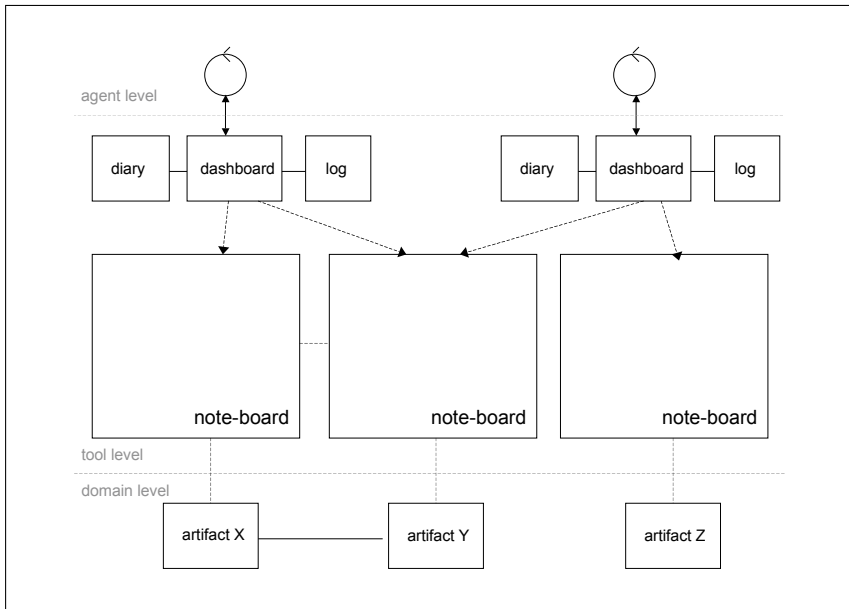 agent level
diary
dashboard
log
diary
dashboard
log
note-board
note-board
note-board
tool level
domain level
artifact X
artifact Y
artifact Z